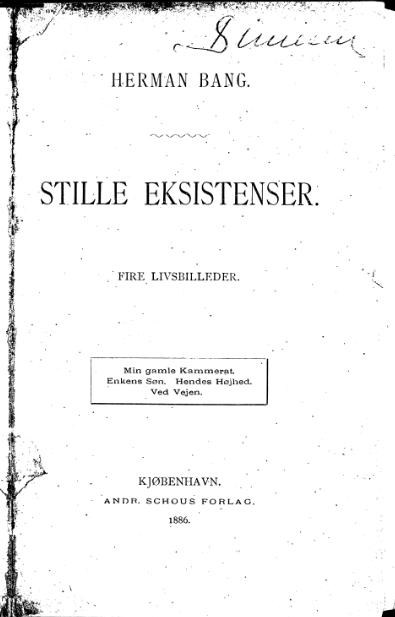 HERMAN BANG.
STILLE EKSISTENSER.
FIRE LIVSBILLEDER.
Min gamle Kammerat.
Enkens Søn. Hendes Højhed.
Ved Vejen.
KJØBENHAVN.
ANDR. SCHOUS FORLAG.
1886.